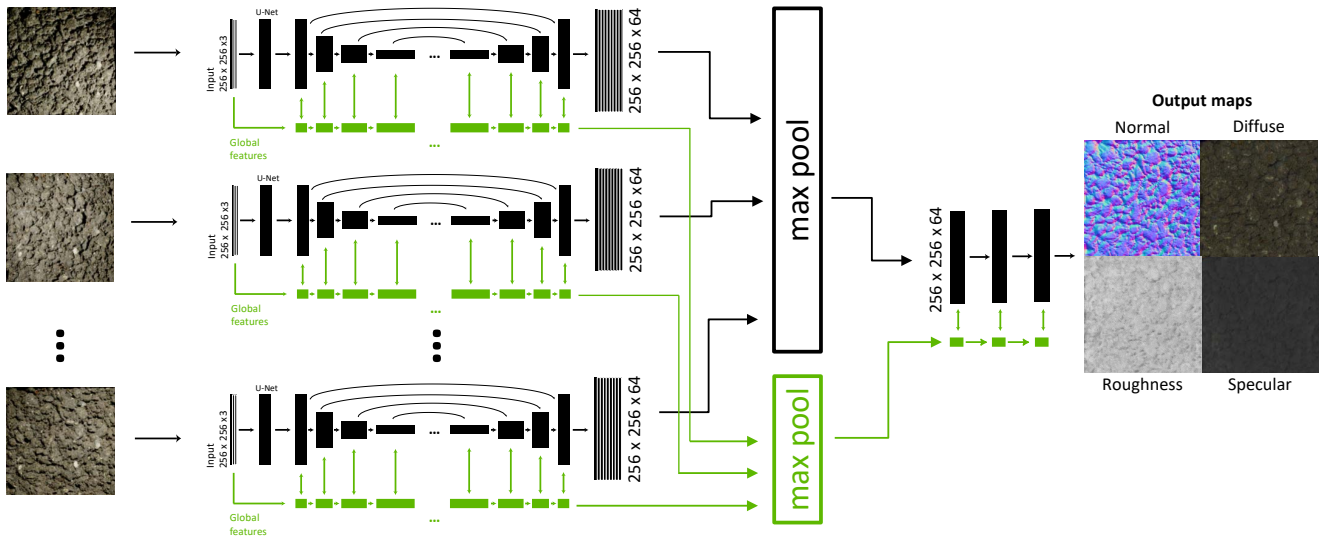 U-Net
Input
256 x 256 x3
...
256 x 256 x 64
Global
features
...
U-Net
Input
256 x 256 x3
...
256 x 256 x 64
Global
features
...
U-Net
Input
256 x 256 x3
...
256 x 256 x 64
Global
features
...
max pool
max pool
256 x 256 x 64
Output maps
Normal
Diffuse
Roughness
Specular